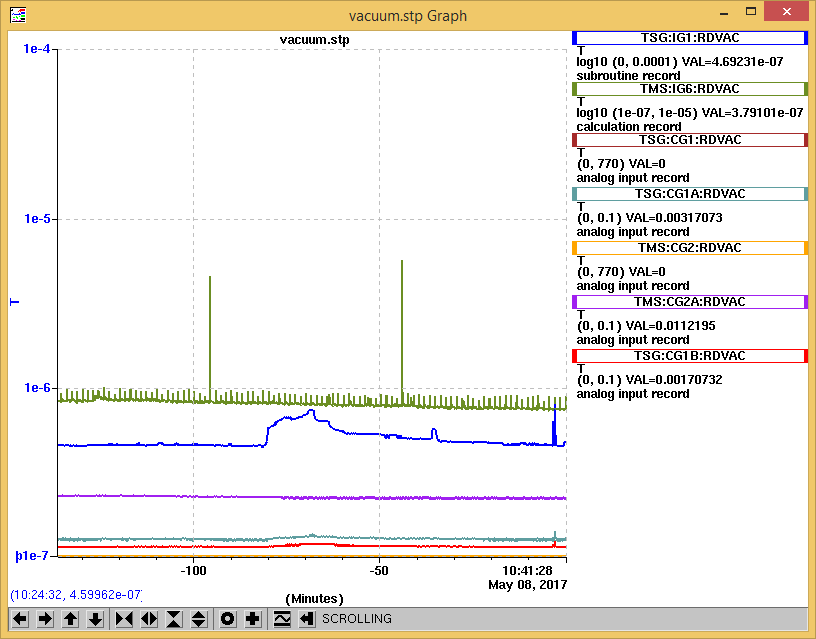 vacuum.stp Graph
vacuum.stp
1e-4
1e-5
T
1e-6
1e-7
-100
-50
10:41:28
May 08, 2017
(Minutes)
(10:24:32, 4.59962e-07)
TSG:IG1:RDVAC
T
log10 (0, 0.0001) VAL=4.69231e-07
subroutine record
TMS:IG6:RDVAC
T
log10 (1e-07, 1e-05) VAL=3.79101e-07
calculation record
TSG:CG1:RDVAC
T
(0, 770) VAL=0
analog input record
TSG:CG1A:RDVAC
T
(0, 0.1) VAL=0.00317073
analog input record
TMS:CG2:RDVAC
T
(0, 770) VAL=0
analog input record
TMS:CG2A:RDVAC
T
(0, 0.1) VAL=0.0112195
analog input record
TSG:CG1B:RDVAC
T
(0, 0.1) VAL=0.00170732
analog input record
SCROLLING